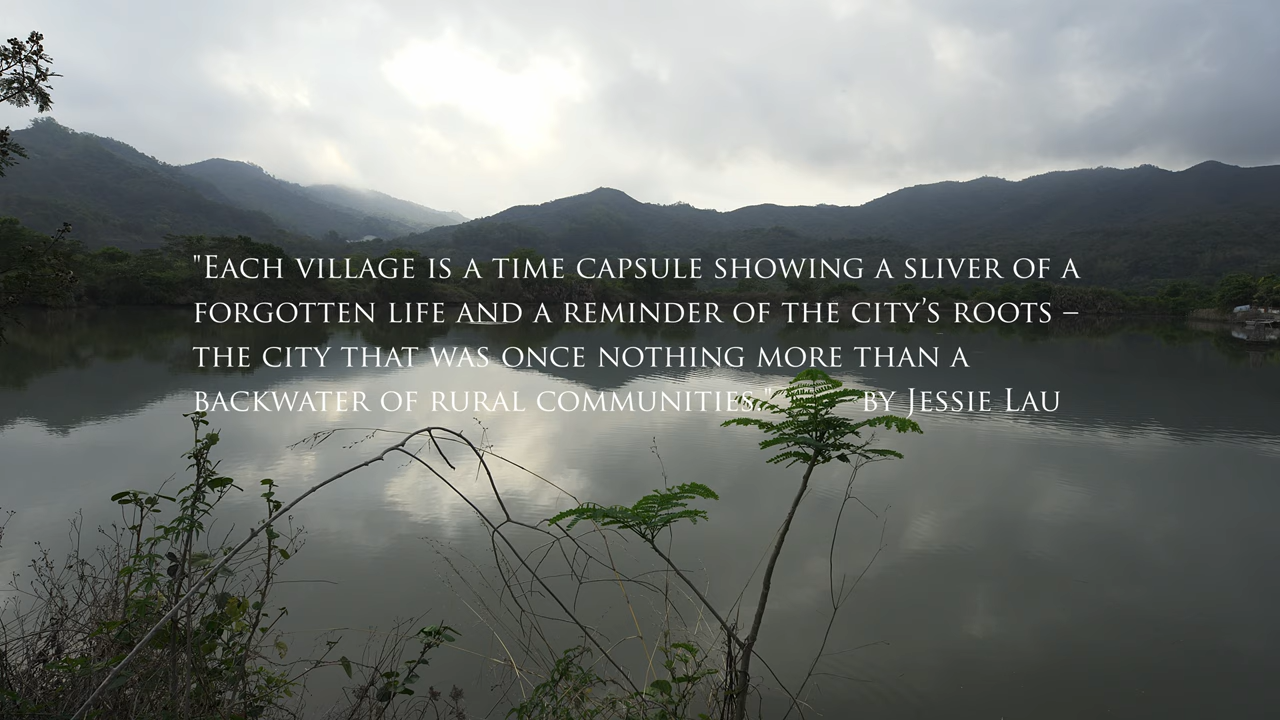 "Each village is a time capsule showing a sliver of a
forgotten life and a reminder of the city’s roots –
the city that was once nothing more than a
backwater of rural communities." by Jessie Lau